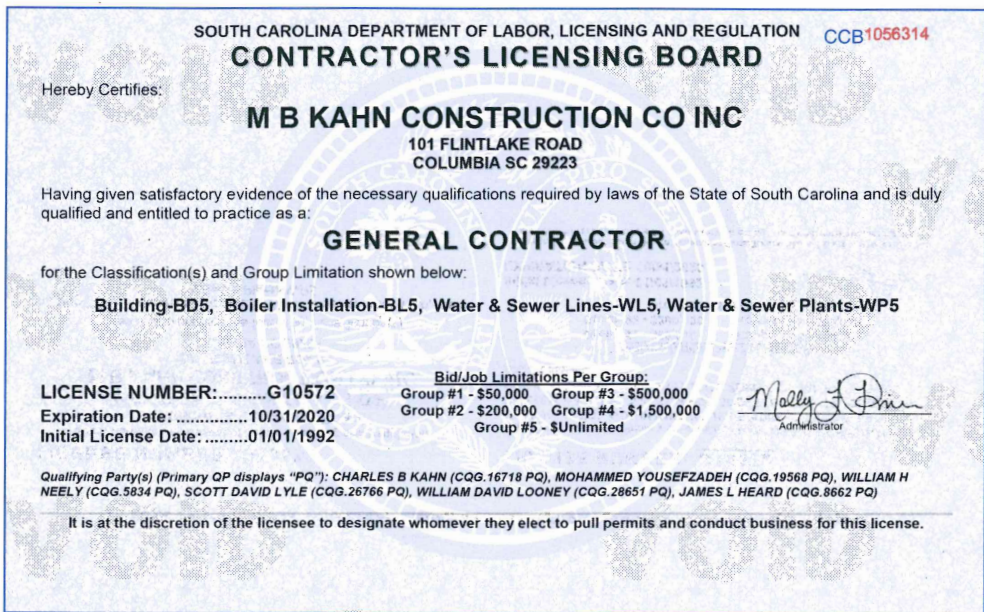 SOUTH CAROLINA DEPARTMENT OF LABOR, LICENSING AND REGULATION CCB1056314
CONTRACTOR'S LICENSING BOARD
Hereby Certifies:
M B KAHN CONSTRUCTION CO INC
101 FLINTLAKE ROAD
COLUMBIA SC 29223
Having given satisfactory evidence of the necessary qualifications required by laws of the State of South Carolina and is duly
qualified and entitled to practice as a:
GENERAL CONTRACTOR
for the Classification(s) and Group Limitation shown below:
Building-BD5, Boiler Installation-BL5, Water & Sewer Lines-WL5, Water & Sewer Plants-WP5
LICENSE NUMBER:..........G10572
Expiration Date: ...............10/31/2020
Initial License Date: .........01/01/1992
Bid/Job Limitations Per Group:
Group #1 - $50,000 Group #3 - $500,000
Group #2 - $200,000 Group #4 - $1,500,000
Group #5 - $Unlimited
Administrator
Qualifying Party(s) (Primary QP displays "PQ"): CHARLES B KAHN (CQG.16718 PQ), MOHAMMED YOUSEFZADEH (CQG.19568 PQ), WILLIAM H
NEELY (CQG.5834 PQ), SCOTT DAVID LYLE (CQG.26766 PQ), WILLIAM DAVID LOONEY (CQG.28651 PQ), JAMES L HEARD (CQG.8662 PQ)
It is at the discretion of the licensee to designate whomever they elect to pull permits and conduct business for this license.
VOID
VOID
VOID
VOID